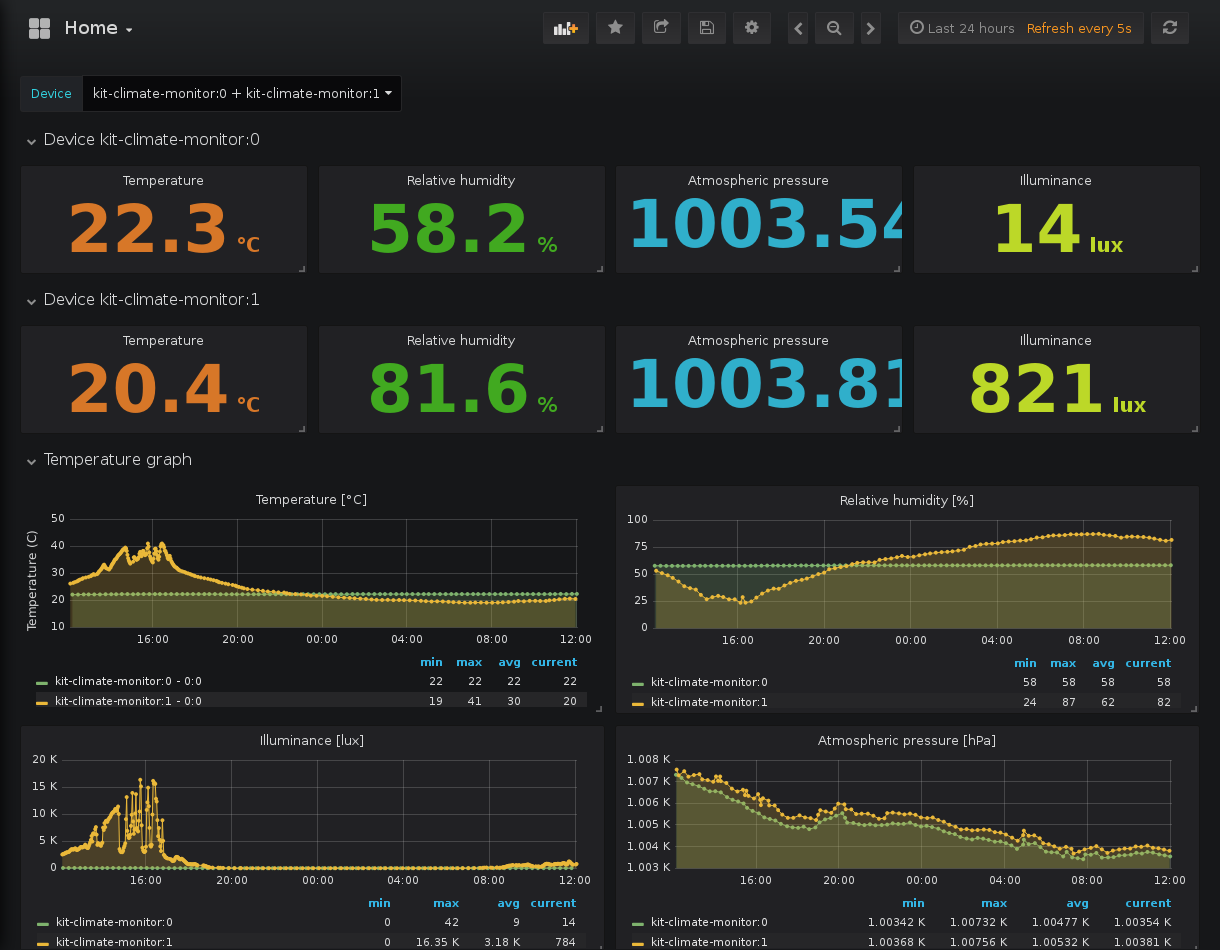 Home
Last 24 hours Refresh every 5s
Device kit-climate-monitor:0 + kit-climate-monitor:1
Device kit-climate-monitor:0
Temperature Relative humidity Atmospheric pressure Illuminance
22.3 °C 58.2 % 1003.54 14 lux
Device kit-climate-monitor:1
Temperature Relative humidity Atmospheric pressure Illuminance
20.4 °C 81.6 % 1003.81 821 lux
Temperature graph
Temperature [°C]
Temperature (C)
50
40
30
20
10
16:00 20:00 00:00 04:00 08:00 12:00
min max avg current
kit-climate-monitor:0 - 0:0 22 22 22 22
kit-climate-monitor:1 - 0:0 19 41 30 20
Relative humidity [%]
100
75
50
25
0
16:00 20:00 00:00 04:00 08:00 12:00
min max avg current
kit-climate-monitor:0 58 58 58 58
kit-climate-monitor:1 24 87 62 82
Illuminance [lux]
20 K
15 K
10 K
5 K
0
16:00 20:00 00:00 04:00 08:00 12:00
min max avg current
kit-climate-monitor:0 0 42 9 14
kit-climate-monitor:1 0 16.35 K 3.18 K 784
Atmospheric pressure [hPa]
1.008 K
1.007 K
1.006 K
1.005 K
1.004 K
1.003 K
16:00 20:00 00:00 04:00 08:00 12:00
min max avg current
kit-climate-monitor:0 1.00342 K 1.00732 K 1.00477 K 1.00354 K
kit-climate-monitor:1 1.00368 K 1.00756 K 1.00532 K 1.00381 K